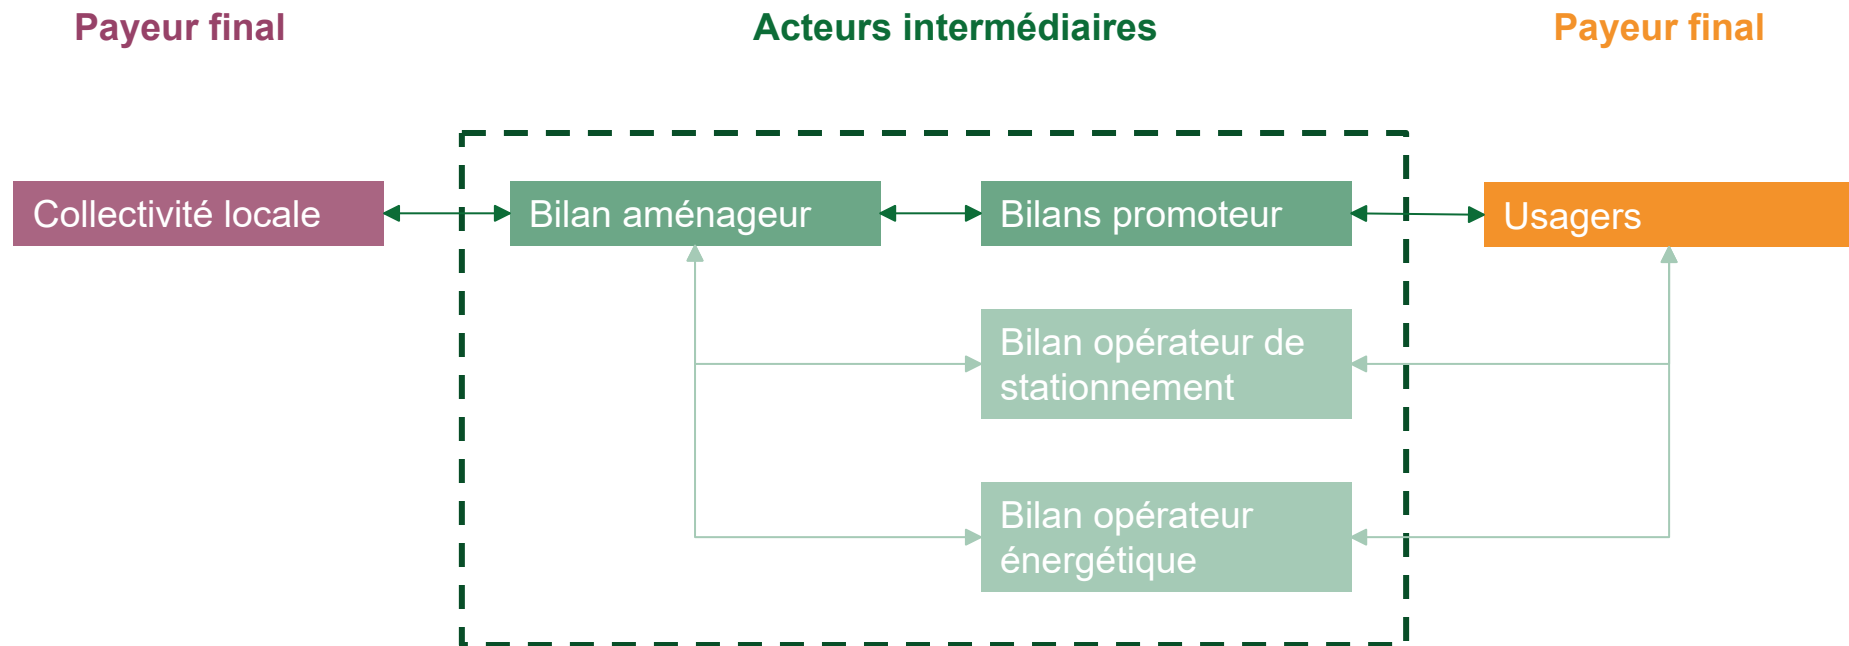 Payeur final
Acteurs intermédiaires
Payeur final
Collectivité locale
Bilan aménageur
Bilans promoteur
Usagers
Bilan opérateur de
stationnement
Bilan opérateur
énergétique